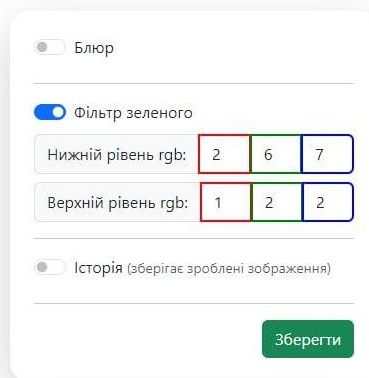 Блюр
Фільтр зеленого
Нижній рівень rgb: 2 6 7
Верхній рівень rgb: 1 2 2
Історія (зберігає зроблені зображення)
Зберегти